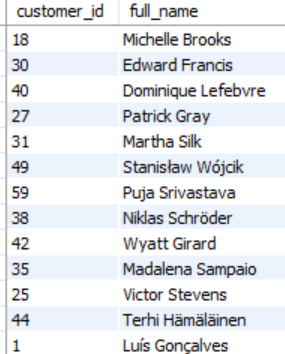 customer_id full_name
18 Michelle Brooks
30 Edward Francis
40 Dominique Lefebvre
27 Patrick Gray
31 Martha Silk
49 Stanisław Wójcik
59 Puja Srivastava
38 Niklas Schröder
42 Wyatt Girard
35 Madalena Sampaio
25 Victor Stevens
44 Terhi Hämäläinen
1 Luís Gonçalves